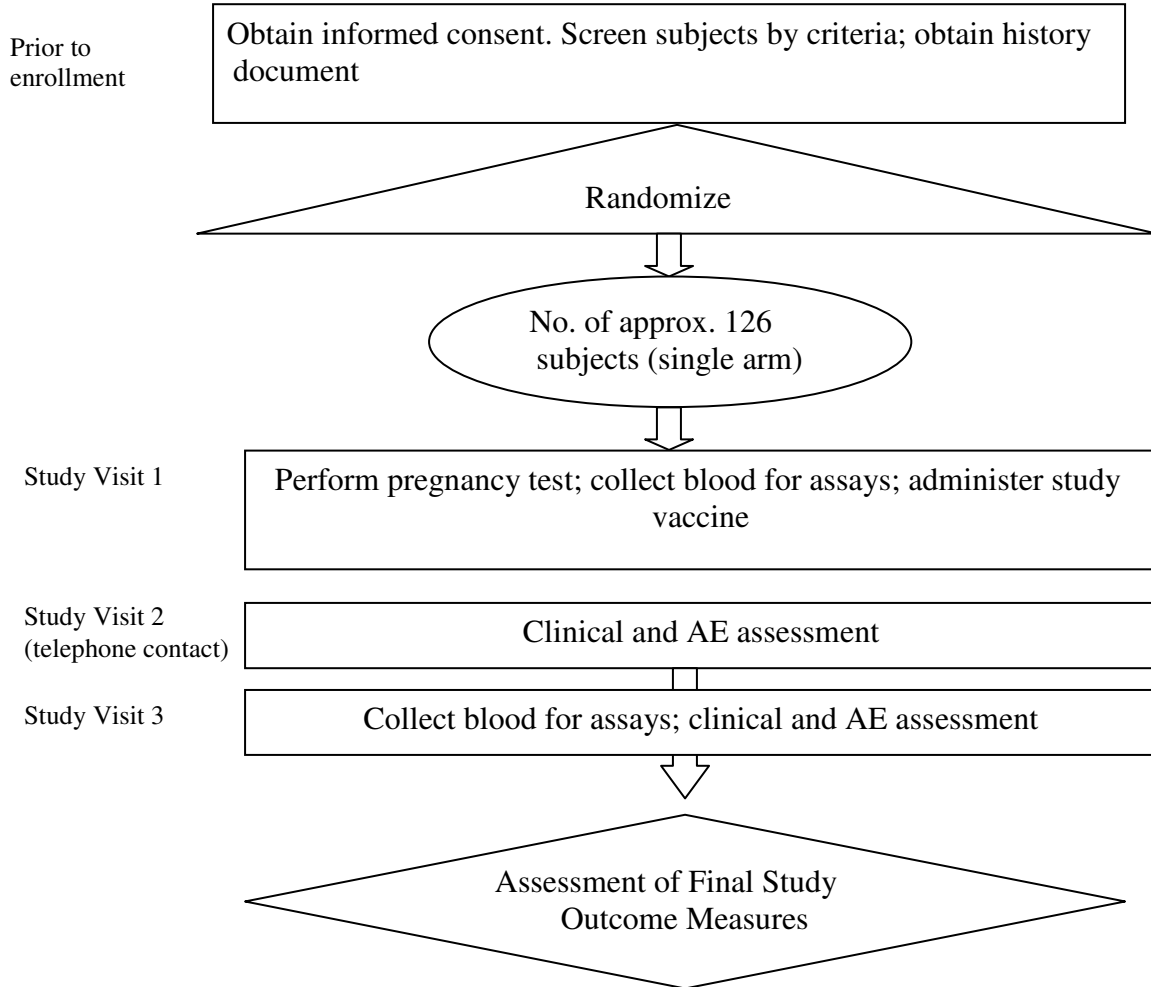 Prior to
enrollment
Obtain informed consent. Screen subjects by criteria; obtain history
document
Randomize
No. of approx. 126
subjects (single arm)
Study Visit 1
Perform pregnancy test; collect blood for assays; administer study
vaccine
Study Visit 2
(telephone contact)
Clinical and AE assessment
Study Visit 3
Collect blood for assays; clinical and AE assessment
Assessment of Final Study
Outcome Measures